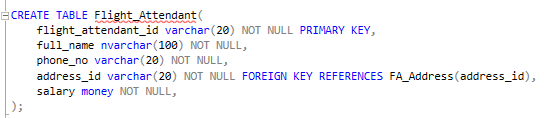 CREATE TABLE Flight_Attendant(
flight_attendant_id varchar(20) NOT NULL PRIMARY KEY,
full_name nvarchar(100) NOT NULL,
phone_no varchar(20) NOT NULL,
address_id varchar(20) NOT NULL FOREIGN KEY REFERENCES FA_Address(address_id),
salary money NOT NULL,
);